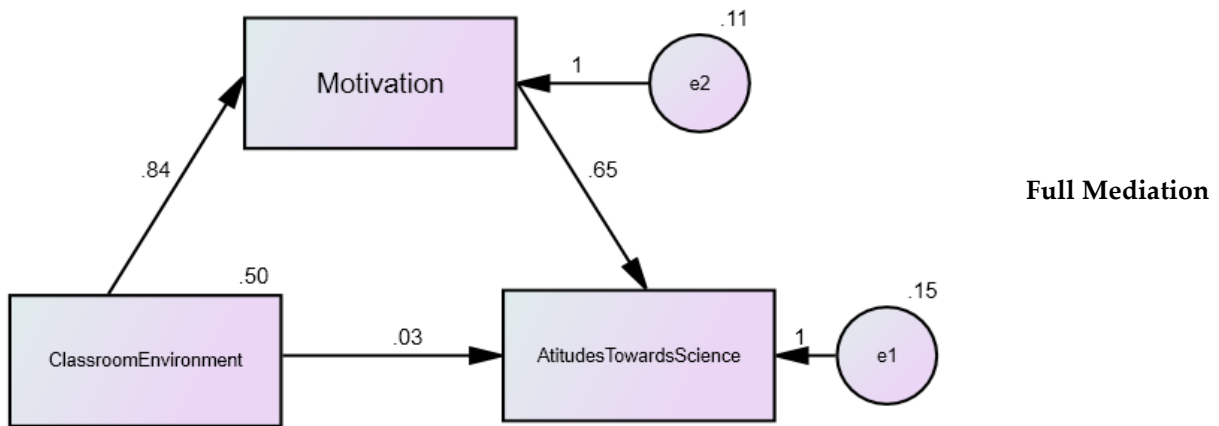 .11
Motivation
1
e2
.84
.65
Full Mediation
.50
.15
ClassroomEnvironment
.03
AtitudesTowardsScience
1
e1